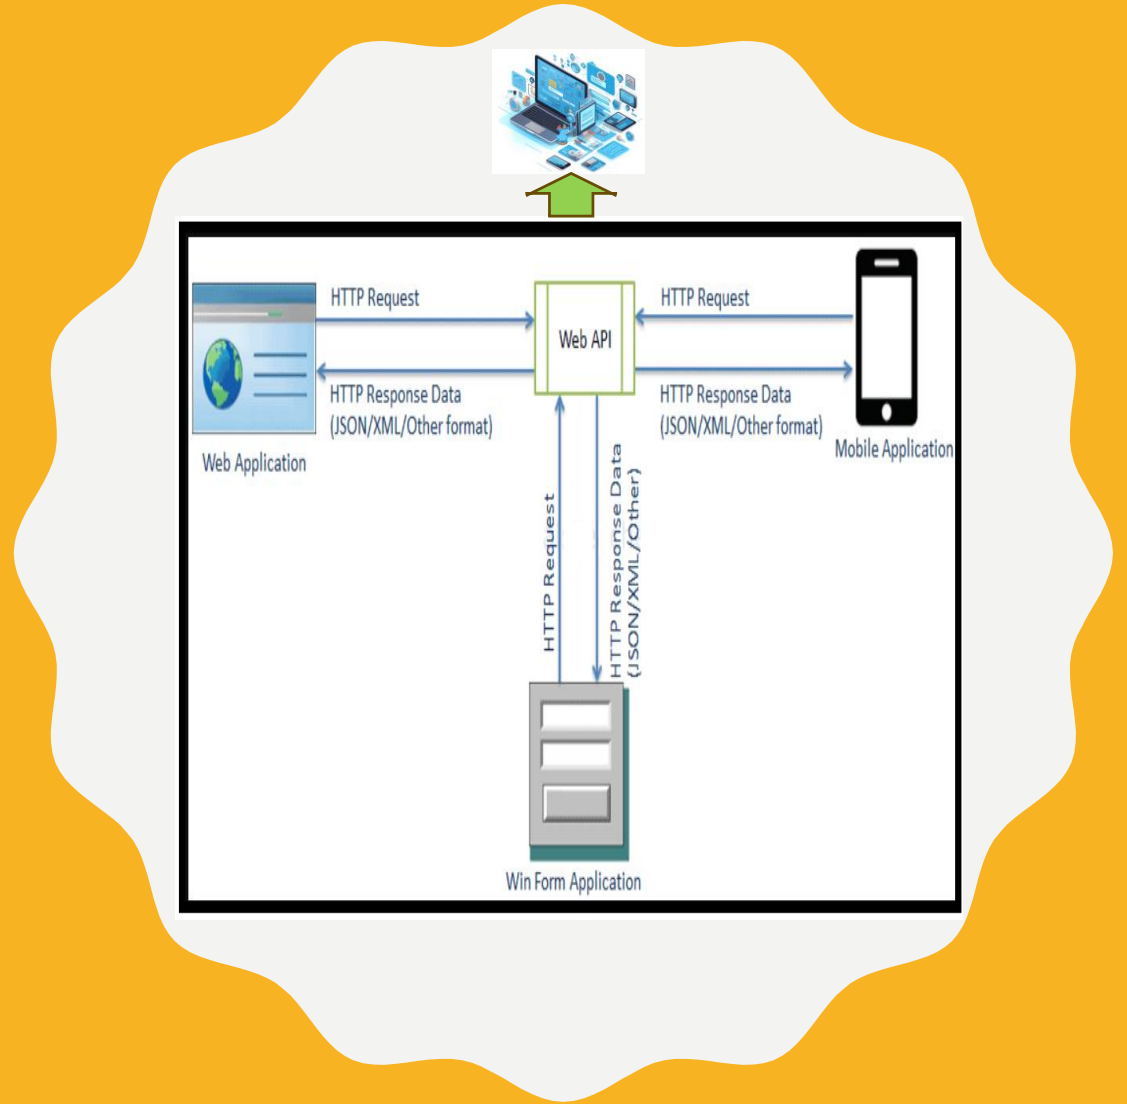 HTTP Request
Web API
HTTP Request
HTTP Response Data
(JSON/XML/Other format)
HTTP Response Data
(JSON/XML/Other format)
Web Application
Mobile Application
HTTP Request
HTTP Response Data
(JSON/XML/Other)
Win Form Application